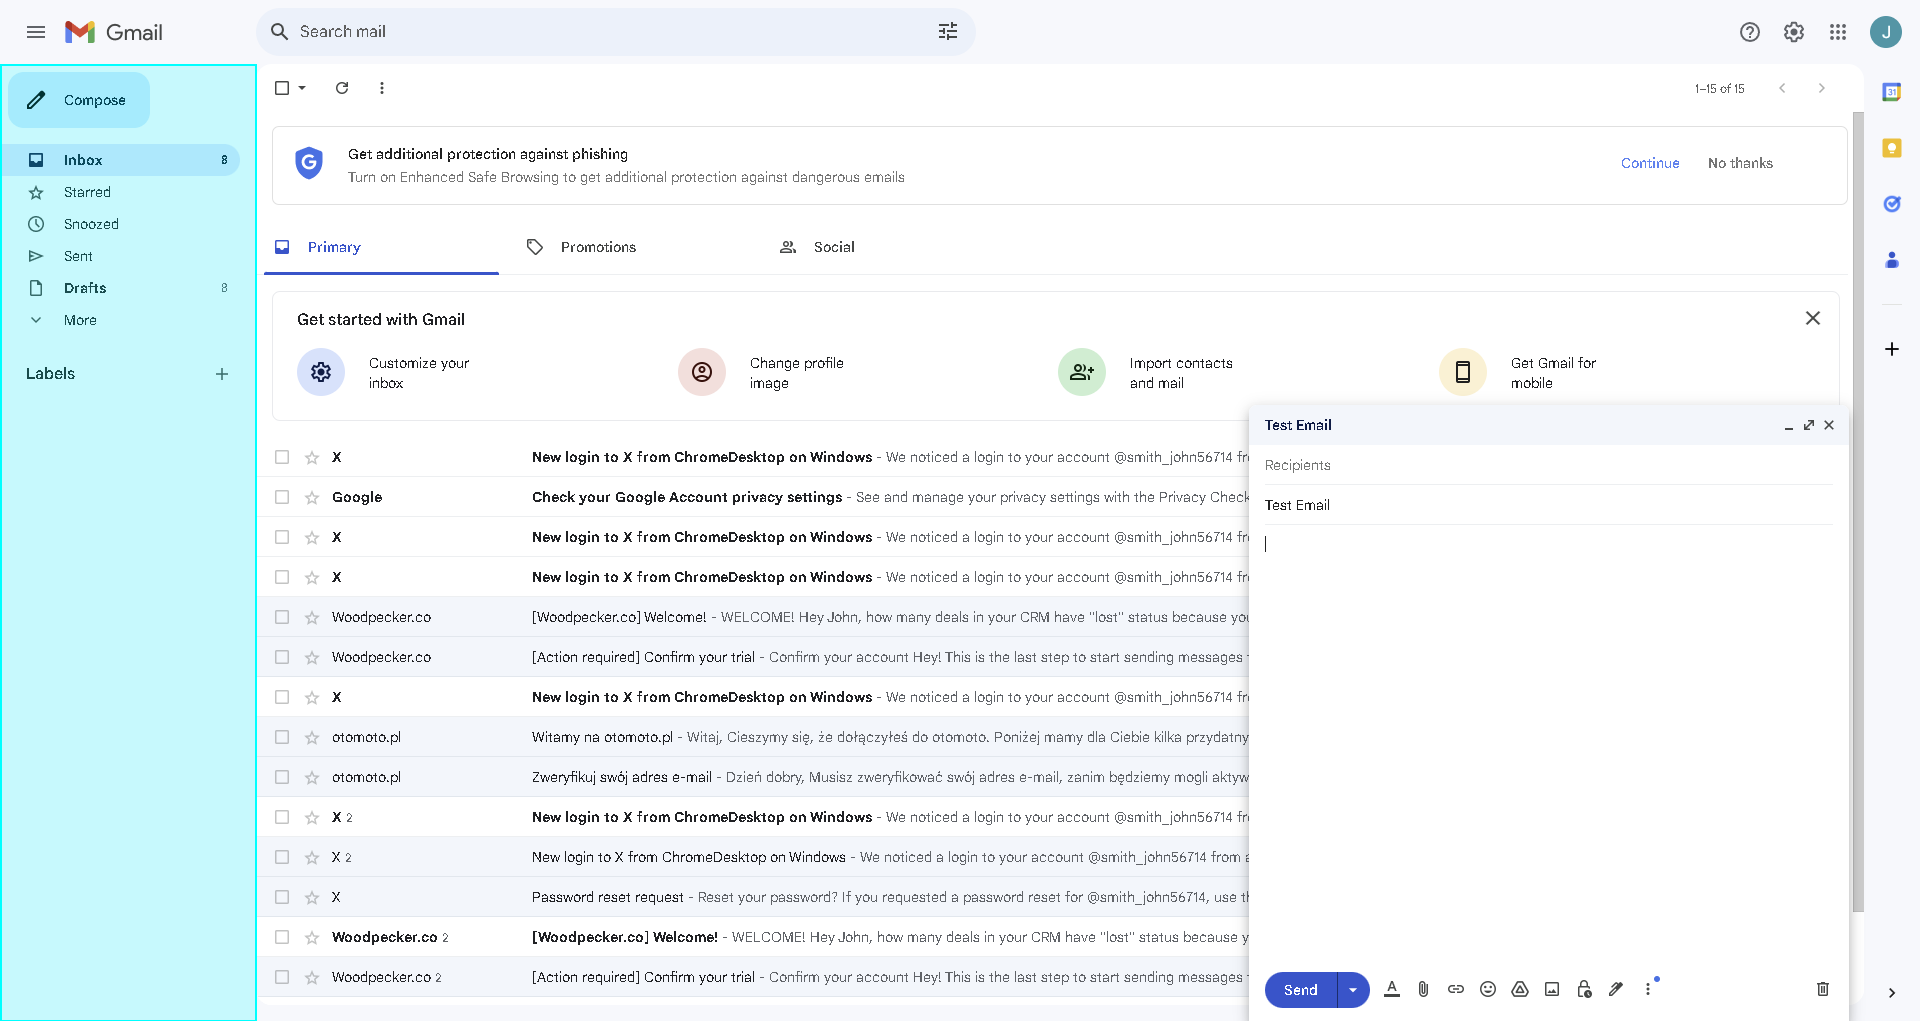 Gmail
Search mail
J
Compose
Inbox 8
Starred
Snoozed
Sent
Drafts 8
More
Labels
1–15 of 15
Get additional protection against phishing
Turn on Enhanced Safe Browsing to get additional protection against dangerous emails
Continue No thanks
Primary Promotions Social
Get started with Gmail
Customize your inbox
Change profile image
Import contacts and mail
Get Gmail for mobile
X New login to X from ChromeDesktop on Windows - We noticed a login to your account @smith_john56714
Google Check your Google Account privacy settings - See and manage your privacy settings with the Privacy Check
X New login to X from ChromeDesktop on Windows - We noticed a login to your account @smith_john56714
X New login to X from ChromeDesktop on Windows - We noticed a login to your account @smith_john56714
Woodpecker.co [Woodpecker.co] Welcome! - WELCOME! Hey John, how many deals in your CRM have "lost" status because you
Woodpecker.co [Action required] Confirm your trial - Confirm your account Hey! This is the last step to start sending messages
X New login to X from ChromeDesktop on Windows - We noticed a login to your account @smith_john56714
otomoto.pl Witamy na otomoto.pl - Witaj, Cieszymy się, że dołączyłeś do otomoto. Poniżej mamy dla Ciebie kilka przydatny
otomoto.pl Zweryfikuj swój adres e-mail - Dzień dobry, Musisz zweryfikować swój adres e-mail, zanim będziemy mogli aktyw
X 2 New login to X from ChromeDesktop on Windows - We noticed a login to your account @smith_john56714
X 2 New login to X from ChromeDesktop on Windows - We noticed a login to your account @smith_john56714 from
X Password reset request - Reset your password? If you requested a password reset for @smith_john56714, use
Woodpecker.co 2 [Woodpecker.co] Welcome! - WELCOME! Hey John, how many deals in your CRM have "lost" status because
Woodpecker.co 2 [Action required] Confirm your trial - Confirm your account Hey! This is the last step to start sending messages
Test Email
Recipients
Test Email
Send
31